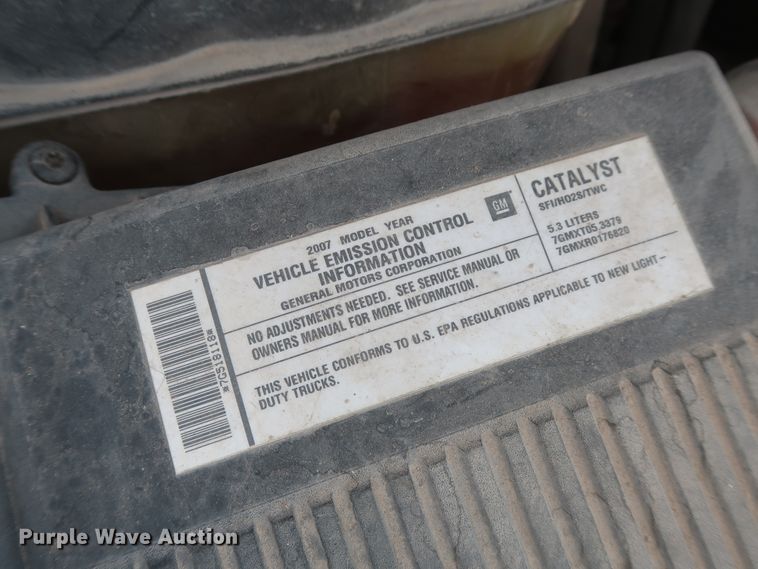 2007 MODEL YEAR
VEHICLE EMISSION CONTROL
INFORMATION
GENERAL MOTORS CORPORATION
GM
CATALYST
SFI/HO2S/TWC
5.3 LITERS
7GMXT05.3379
7GMXR0176820
NO ADJUSTMENTS NEEDED. SEE SERVICE MANUAL OR
OWNERS MANUAL FOR MORE INFORMATION.
THIS VEHICLE CONFORMS TO U.S. EPA REGULATIONS APPLICABLE TO NEW LIGHT-
DUTY TRUCKS.
*7G518118*
Purple Wave Auction